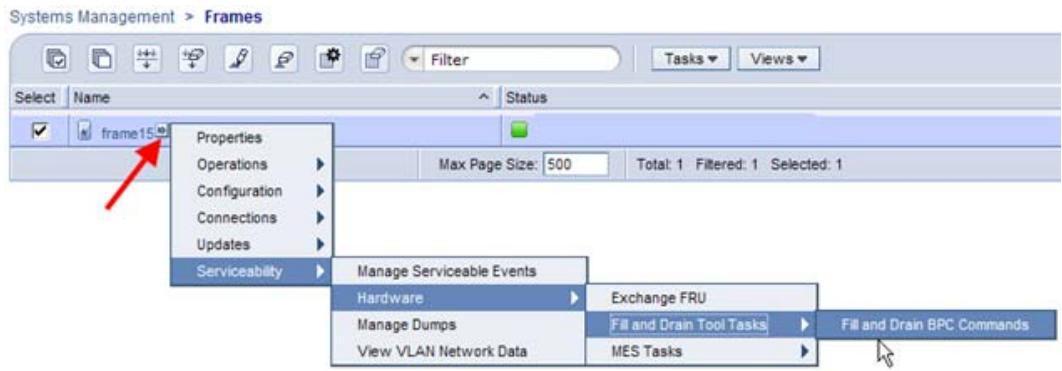 Systems Management > Frames
Filter
Tasks
Views
Select Name Status
frame15
Max Page Size: 500 Total: 1 Filtered: 1 Selected: 1
Properties
Operations
Configuration
Connections
Updates
Serviceability
Manage Serviceable Events
Hardware
Manage Dumps
View VLAN Network Data
Exchange FRU
Fill and Drain Tool Tasks
MES Tasks
Fill and Drain BPC Commands